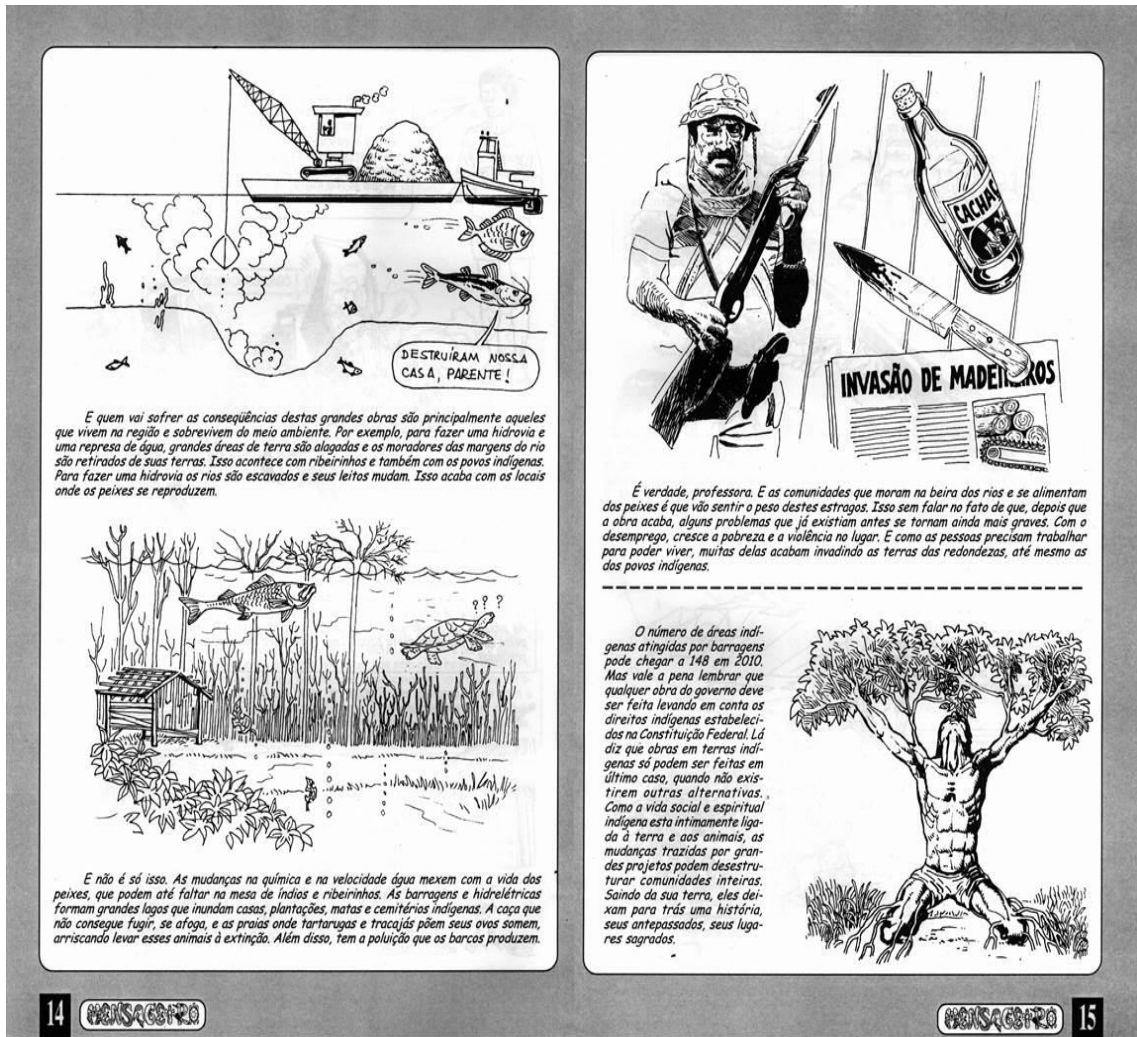 DESTRUÍRAM NOSSA
CASA, PARENTE!
E quem vai sofrer as conseqüências destas grandes obras são principalmente aqueles
que vivem na região e sobrevivem do meio ambiente. Por exemplo, para fazer uma hidrovia e
uma represa de água, grandes áreas de terra são alagadas e os moradores das margens do rio
são retirados de suas terras. Isso acontece com ribeirinhos e também com os povos indígenas.
Para fazer uma hidrovia os rios são escavados e seus leitos mudam. Isso acaba com os locais
onde os peixes se reproduzem.
? ? ?
E não é só isso. As mudanças na química e na velocidade água mexem com a vida dos
peixes, que podem até faltar na mesa de índios e ribeirinhos. As barragens e hidrelétricas
formam grandes lagos que inundam casas, plantações, matas e cemitérios indígenas. A caça que
não consegue fugir, se afoga, e as praias onde tartarugas e tracajás põem seus ovos somem,
arriscando levar esses animais à extinção. Além disso, tem a poluição que os barcos produzem.
14 MENSAGEIRO
CACHAÇ
INVASÃO DE MADEIREIROS
É verdade, professora. E as comunidades que moram na beira dos rios e se alimentam
dos peixes é que vão sentir o peso destes estragos. Isso sem falar no fato de que, depois que
a obra acaba, alguns problemas que já existiam antes se tornam ainda mais graves. Com o
desemprego, cresce a pobreza e a violência no lugar. E como as pessoas precisam trabalhar
para poder viver, muitas delas acabam invadindo as terras das redondezas, até mesmo as
dos povos indígenas.
O número de áreas indí-
genas atingidas por barragens
pode chegar a 148 em 2010.
Mas vale a pena lembrar que
qualquer obra do governo deve
ser feita levando em conta os
direitos indígenas estabeleci-
dos na Constituição Federal. Lá
diz que obras em terras indí-
genas só podem ser feitas em
último caso, quando não exis-
tirem outras alternativas.
Como a vida social e espiritual
indígena esta intimamente liga-
da à terra e aos animais, as
mudanças trazidas por gran-
des projetos podem desestru-
turar comunidades inteiras.
Saindo da sua terra, eles dei-
xam para trás uma história,
seus antepassados, seus luga-
res sagrados.
MENSAGEIRO 15